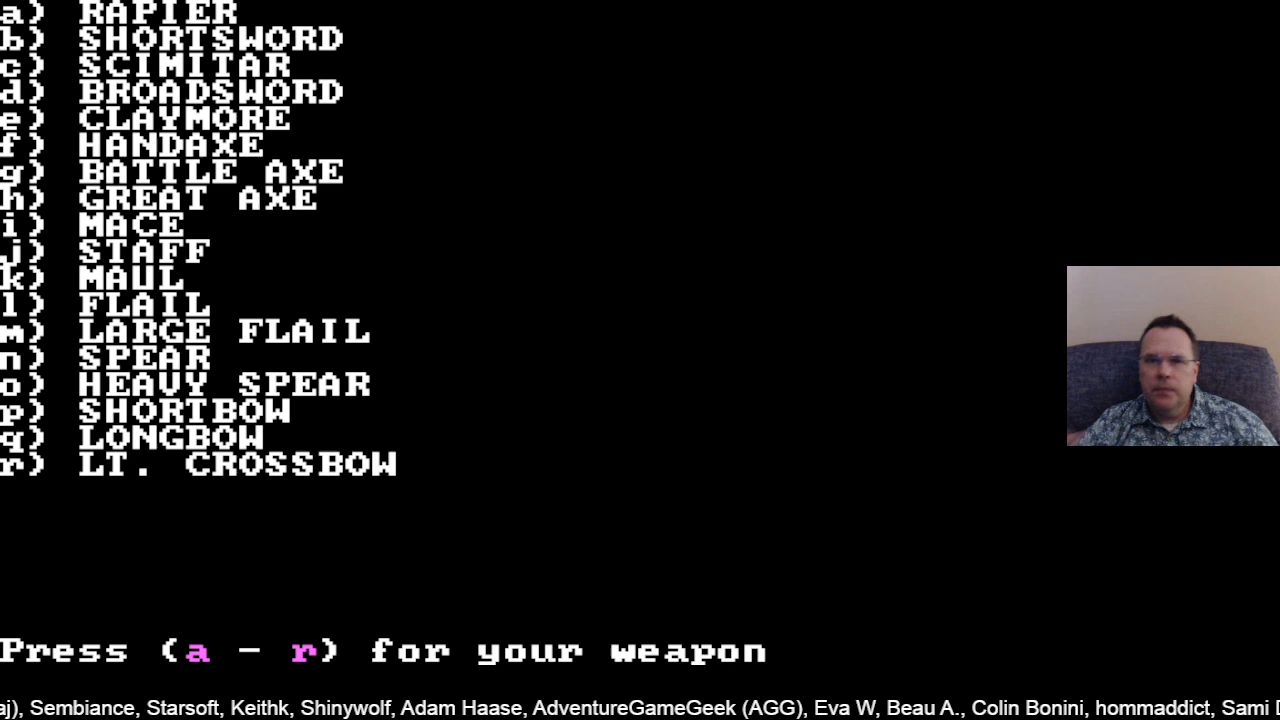 a) RAPIER
b) SHORTSWORD
c) SCIMITAR
d) BROADSWORD
e) CLAYMORE
f) HANDAXE
g) BATTLE AXE
h) GREAT AXE
i) MACE
j) STAFF
k) MAUL
l) FLAIL
m) LARGE FLAIL
n) SPEAR
o) HEAVY SPEAR
p) SHORTBOW
q) LONGBOW
r) LT. CROSSBOW
Press (a - r) for your weapon
aj), Sembiance, Starsoft, Keithk, Shinywolf, Adam Haase, AdventureGameGeek (AGG), Eva W, Beau A., Colin Bonini, hommaddict, Sami